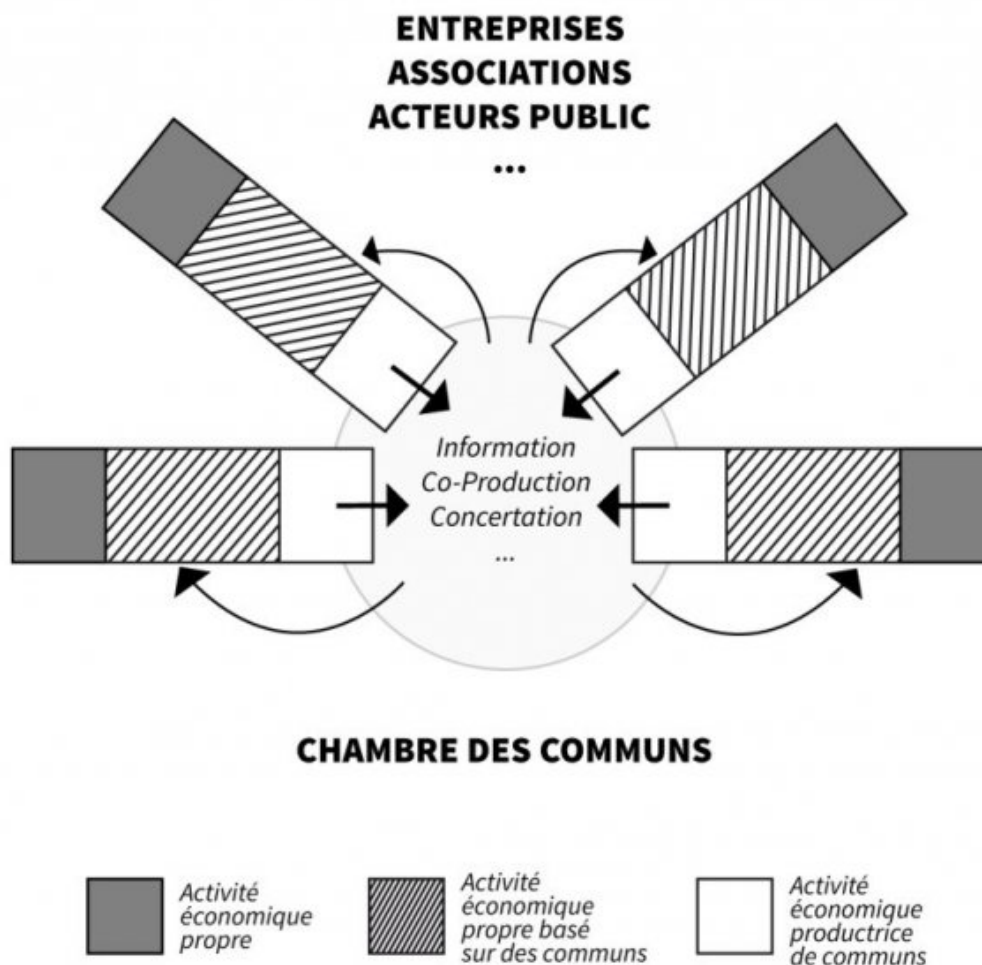 ENTREPRISES
ASSOCIATIONS
ACTEURS PUBLIC
...
Information
Co-Production
Concertation
...
CHAMBRE DES COMMUNS
Activité
économique
propre
Activité
économique
propre basé
sur des communs
Activité
économique
productrice
de communs